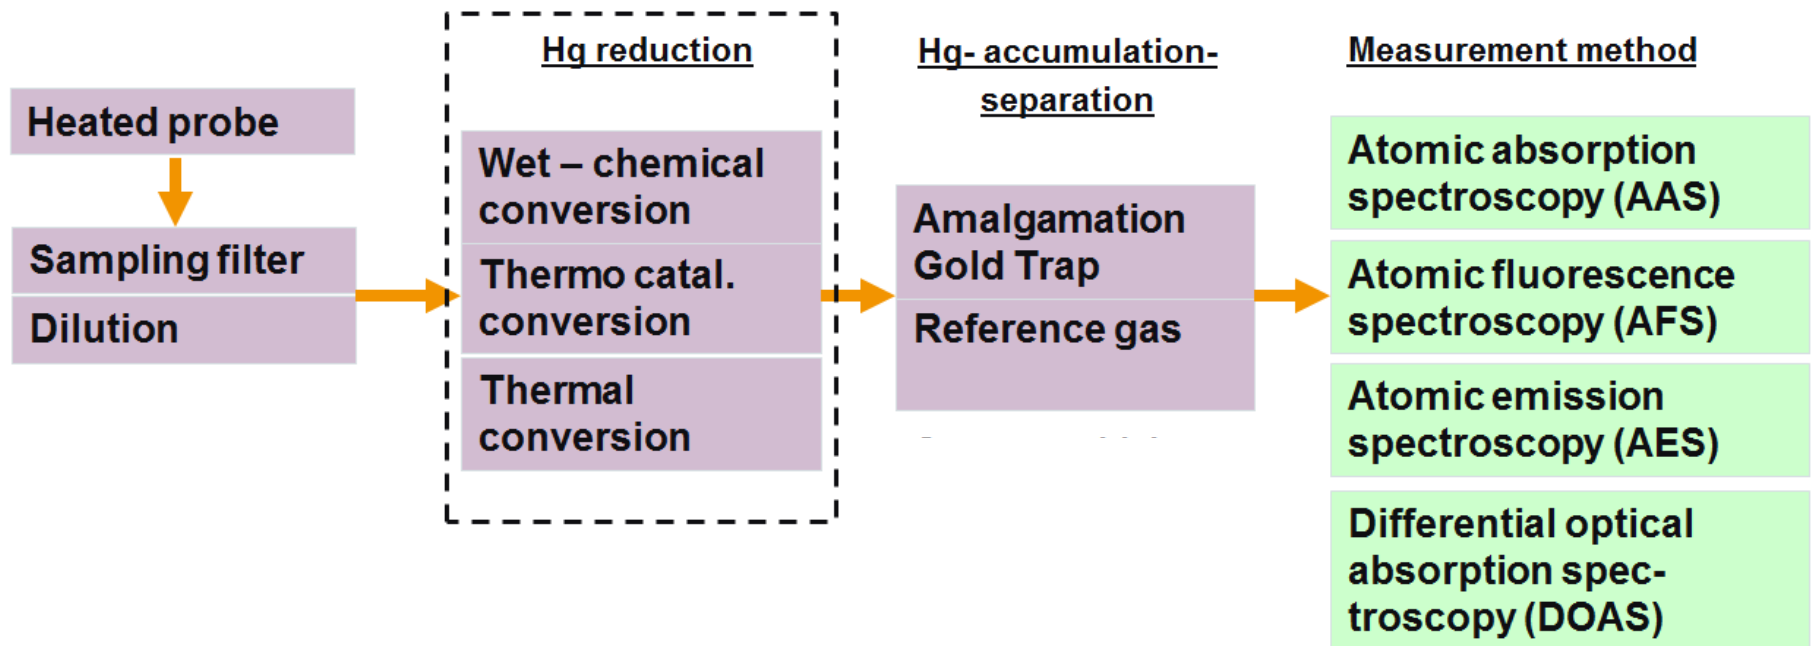 Heated probe
Sampling filter
Dilution
Hg reduction
Wet – chemical
conversion
Thermo catal.
conversion
Thermal
conversion
Hg- accumulation-
separation
Amalgamation
Gold Trap
Reference gas
Measurement method
Atomic absorption
spectroscopy (AAS)
Atomic fluorescence
spectroscopy (AFS)
Atomic emission
spectroscopy (AES)
Differential optical
absorption spec-
troscopy (DOAS)